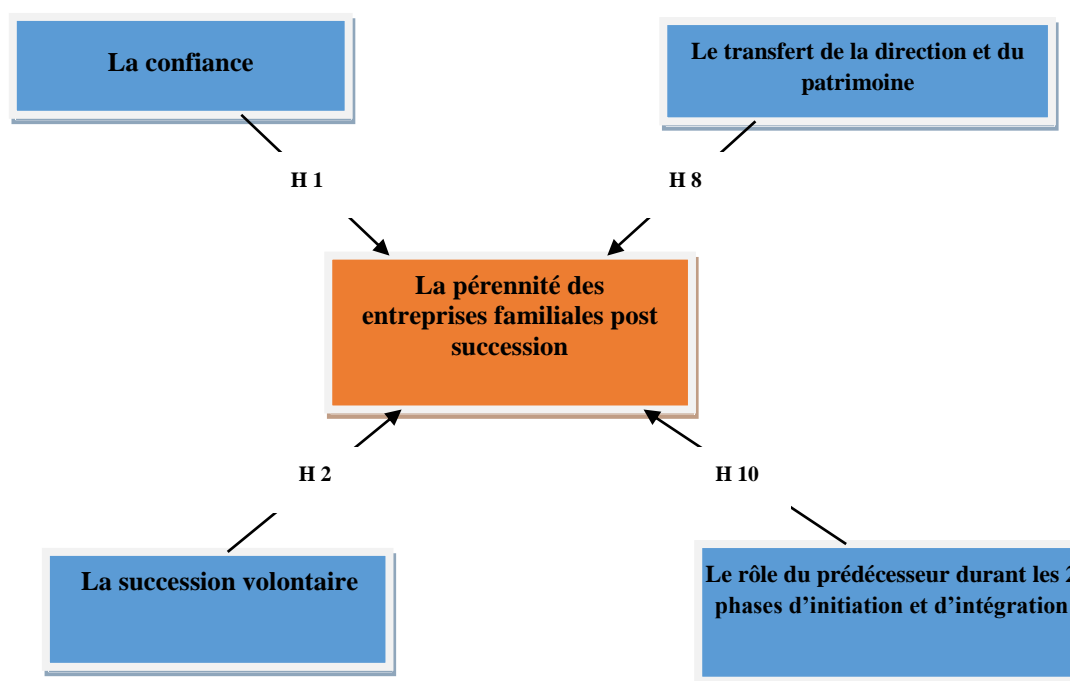 La confiance
Le transfert de la direction et du
patrimoine
H 1
H 8
La pérennité des
entreprises familiales post
succession
H 2
H 10
La succession volontaire
Le rôle du prédécesseur durant les 2
phases d’initiation et d’intégration